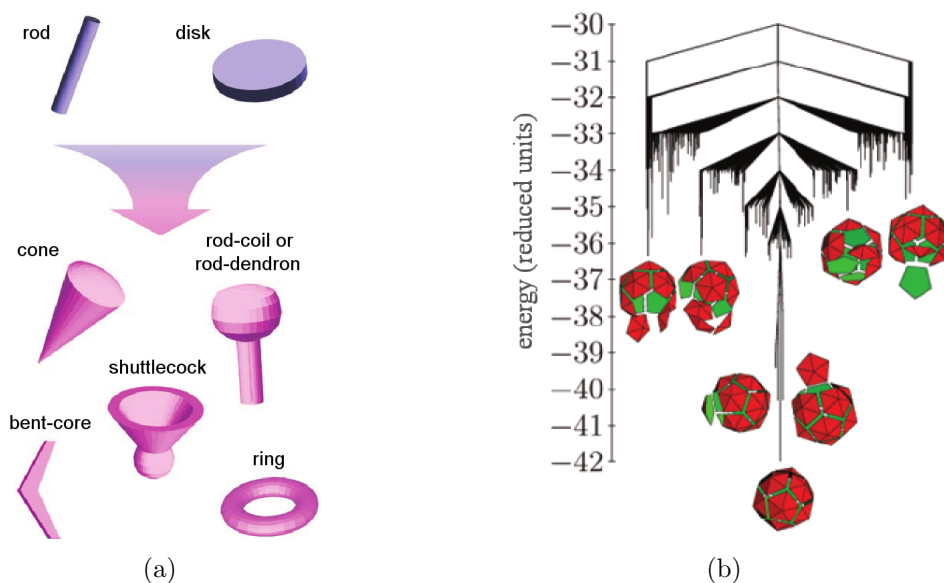 rod
disk
cone
rod-coil or
rod-dendron
shuttlecock
bent-core
ring
(a)
energy (reduced units)
−30
−31
−32
−33
−34
−35
−36
−37
−38
−39
−40
−41
−42
(b)